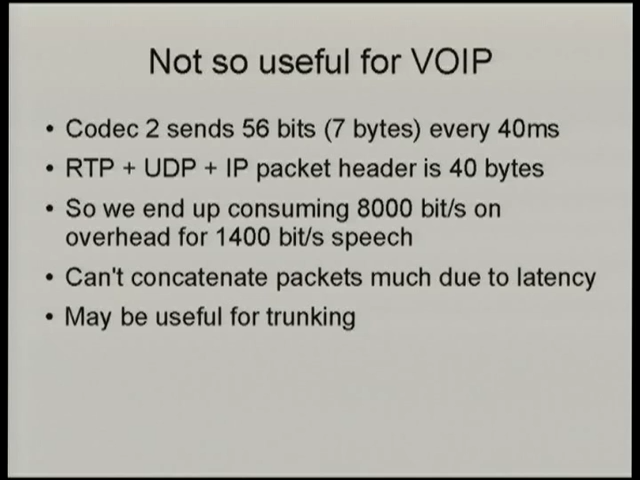 Not so useful for VOIP
• Codec 2 sends 56 bits (7 bytes) every 40ms
• RTP + UDP + IP packet header is 40 bytes
• So we end up consuming 8000 bit/s on
overhead for 1400 bit/s speech
• Can't concatenate packets much due to latency
• May be useful for trunking